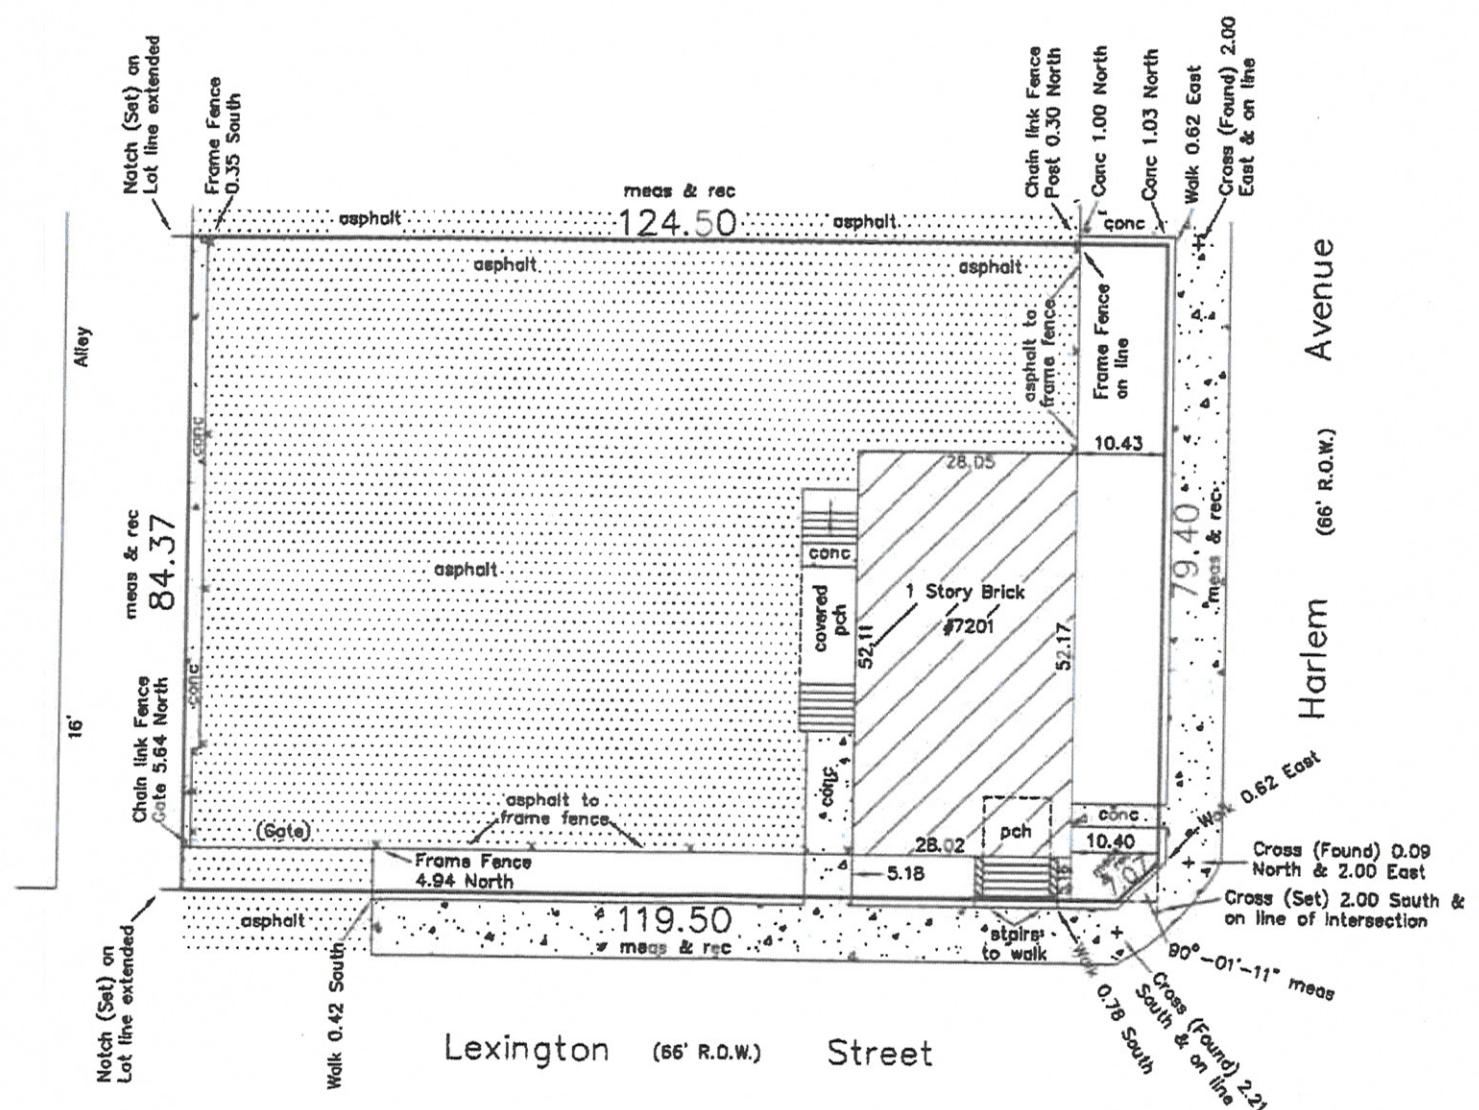 Notch (Set) on
Lot line extended
Frame Fence
0.35 South
meas & rec
124.50
asphalt
asphalt
Chain link Fence
Post 0.30 North
Conc 1.00 North
Conc 1.03 North
Walk 0.62 East
Cross (Found) 2.00
East & on line
conc
asphalt
asphalt
asphalt to
frame fence
Frame Fence
on line
Alley
16'
conc
conc
meas & rec
84.37
Chain link Fence
Gate 5.64 North
10.43
28.05
asphalt
conc
covered
pch
1 Story Brick
#7201
52.11
52.17
79.40
meas & rec
Harlem Avenue
(66' R.O.W.)
conc
asphalt to
frame fence
(Gate)
Frame Fence
4.94 North
28.02
pch
conc
10.40
5.18
7.07
Walk 0.62 East
Cross (Found) 0.09
North & 2.00 East
Cross (Set) 2.00 South &
on line of intersection
90°-01'-11" meas
asphalt
119.50
meas & rec
stairs
to walk
Walk 0.78 South
Cross (Found) 2.21
South & on line
Notch (Set) on
Lot line extended
Walk 0.42 South
Lexington (66' R.O.W.) Street